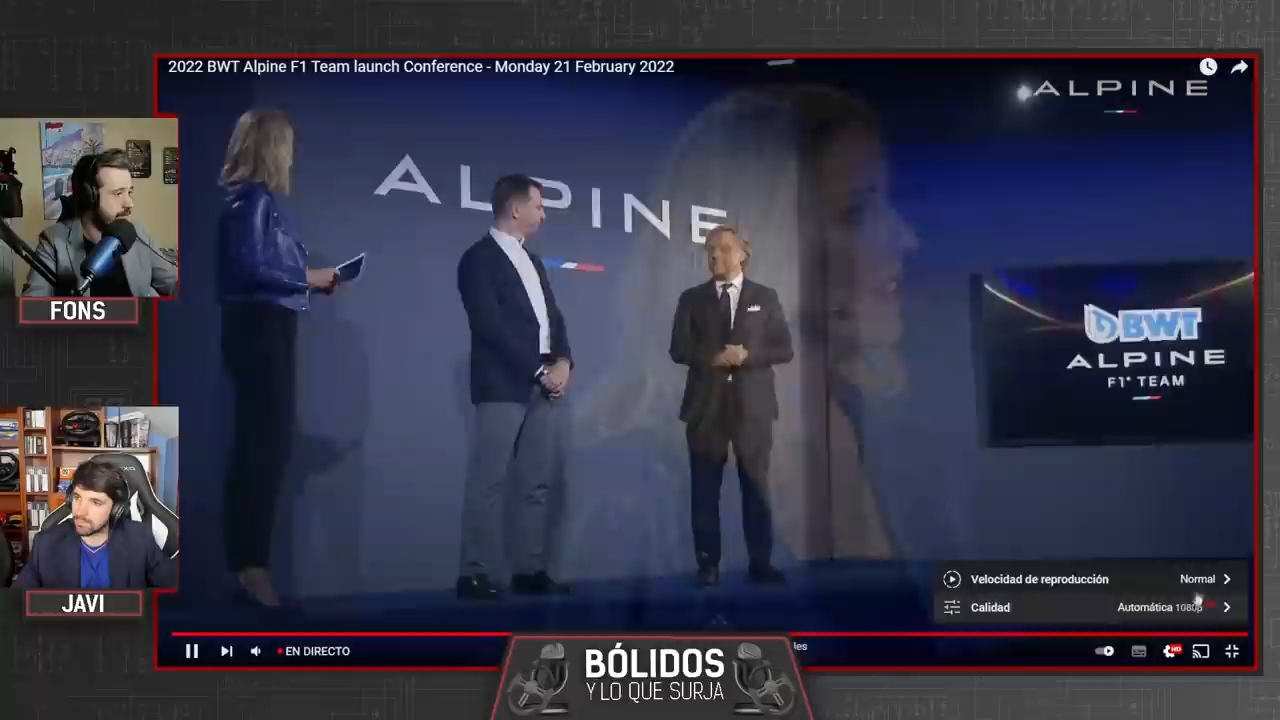 2022 BWT Alpine F1 Team launch Conference - Monday 21 February 2022
ALPINE
ALPINE
BWT
ALPINE
F1® TEAM
FONS
JAVI
Velocidad de reproducción Normal
Calidad Automática 1080p
EN DIRECTO
HD
BÓLIDOS
Y LO QUE SURJA